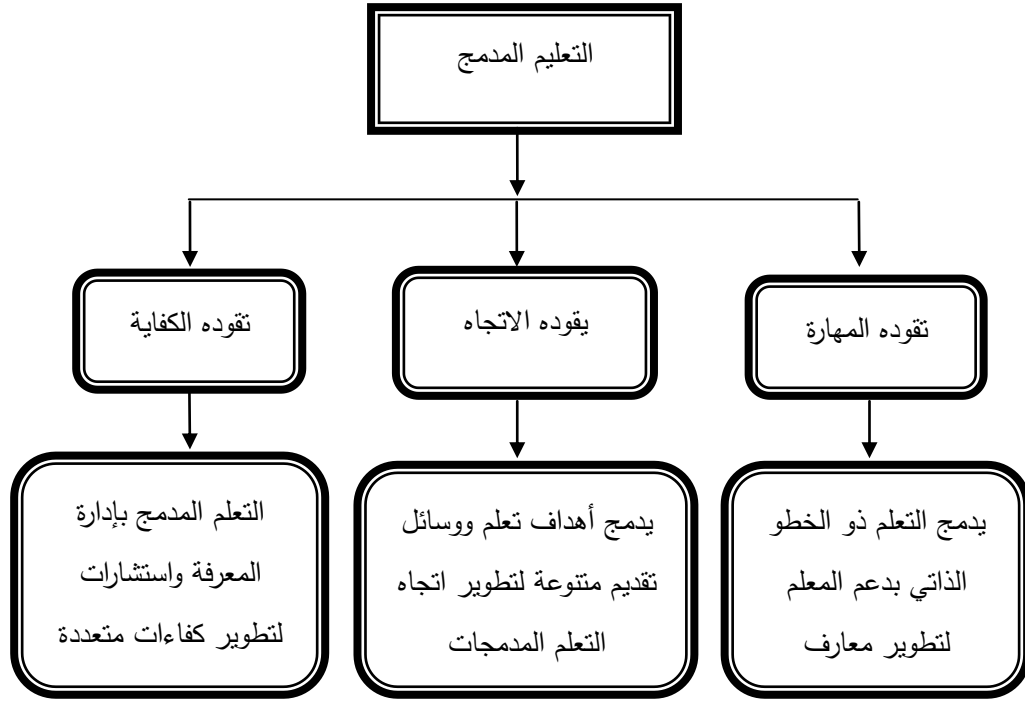 التعليم المدمج
تقوده المهارة
يقوده الاتجاه
تقوده الكفاية
يدمج التعلم ذو الخطو
الذاتي بدعم المعلم
لتطوير معارف
يدمج أهداف تعلم ووسائل
تقديم متنوعة لتطوير اتجاه
التعلم المدمجات
التعلم المدمج بإدارة
المعرفة واستشارات
لتطوير كفاءات متعددة